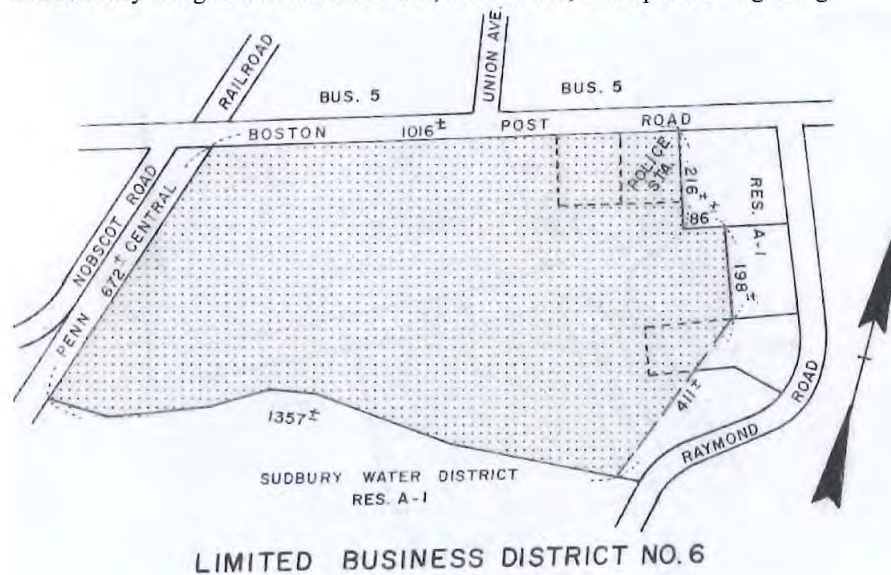 RAILROAD
UNION AVE.
BUS. 5
BUS. 5
BOSTON 1016± POST ROAD
NOBSCOT ROAD
PENN 672± CENTRAL
POLICE STA.
216±
86±
RES. A-1
198±
411±
RAYMOND ROAD
1357±
SUDBURY WATER DISTRICT
RES. A-1
LIMITED BUSINESS DISTRICT NO. 6